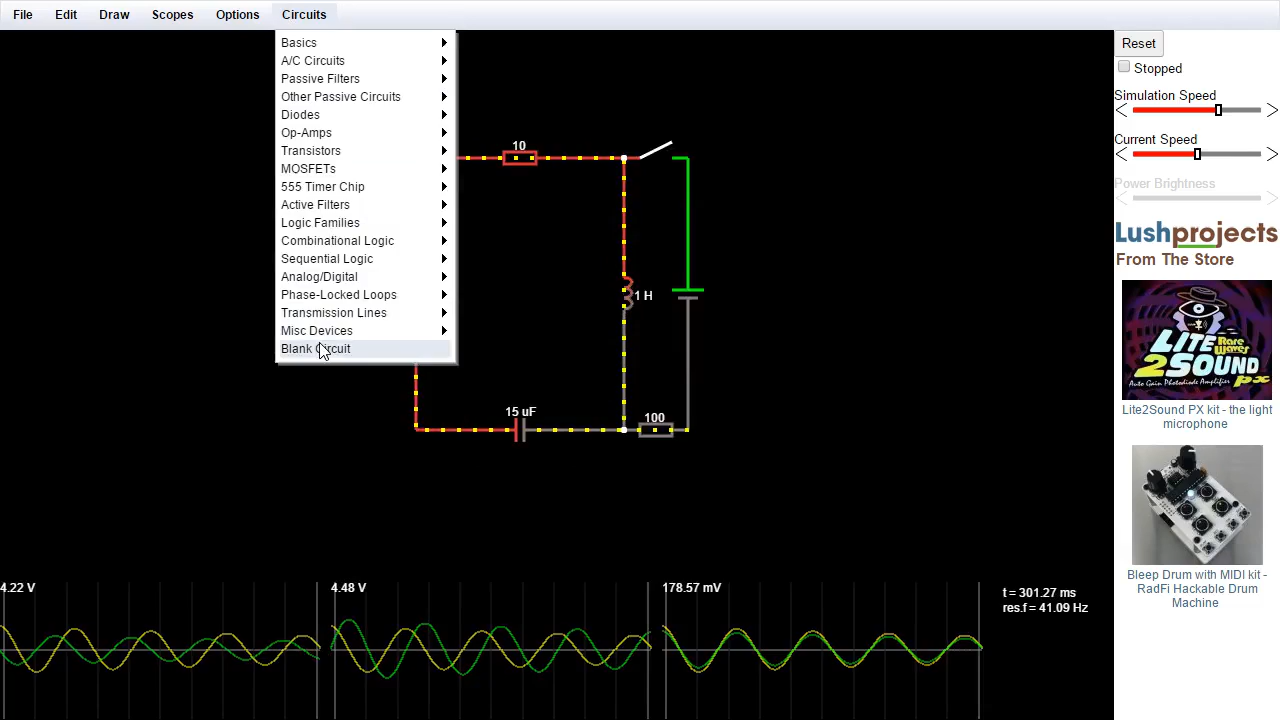 File Edit Draw Scopes Options Circuits
Basics
A/C Circuits
Passive Filters
Other Passive Circuits
Diodes
Op-Amps
Transistors
MOSFETs
555 Timer Chip
Active Filters
Logic Families
Combinational Logic
Sequential Logic
Analog/Digital
Phase-Locked Loops
Transmission Lines
Misc Devices
Blank Circuit
10
1 H
15 uF
100
4.22 V
4.48 V
178.57 mV
t = 301.27 ms
res.f = 41.09 Hz
Reset
Stopped
Simulation Speed
Current Speed
Power Brightness
Lushprojects
From The Store
LITE
Rare
Waves
2SOUND
px
Auto Gain Photodiode Amplifier
Lite2Sound PX kit - the light
microphone
Bleep Drum with MIDI kit -
RadFi Hackable Drum
Machine